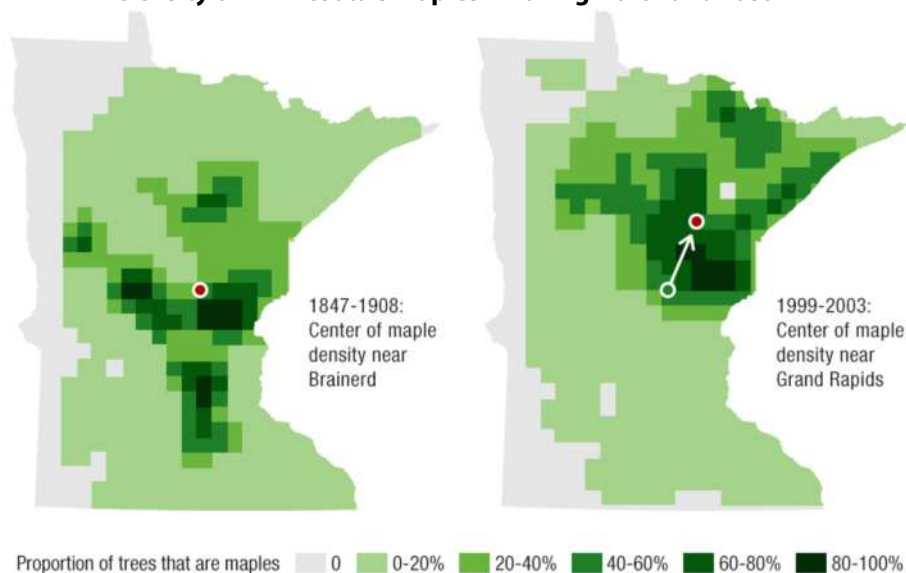 1847-1908:
Center of maple
density near
Brainerd
1999-2003:
Center of maple
density near
Grand Rapids
Proportion of trees that are maples 0 0-20% 20-40% 40-60% 60-80% 80-100%